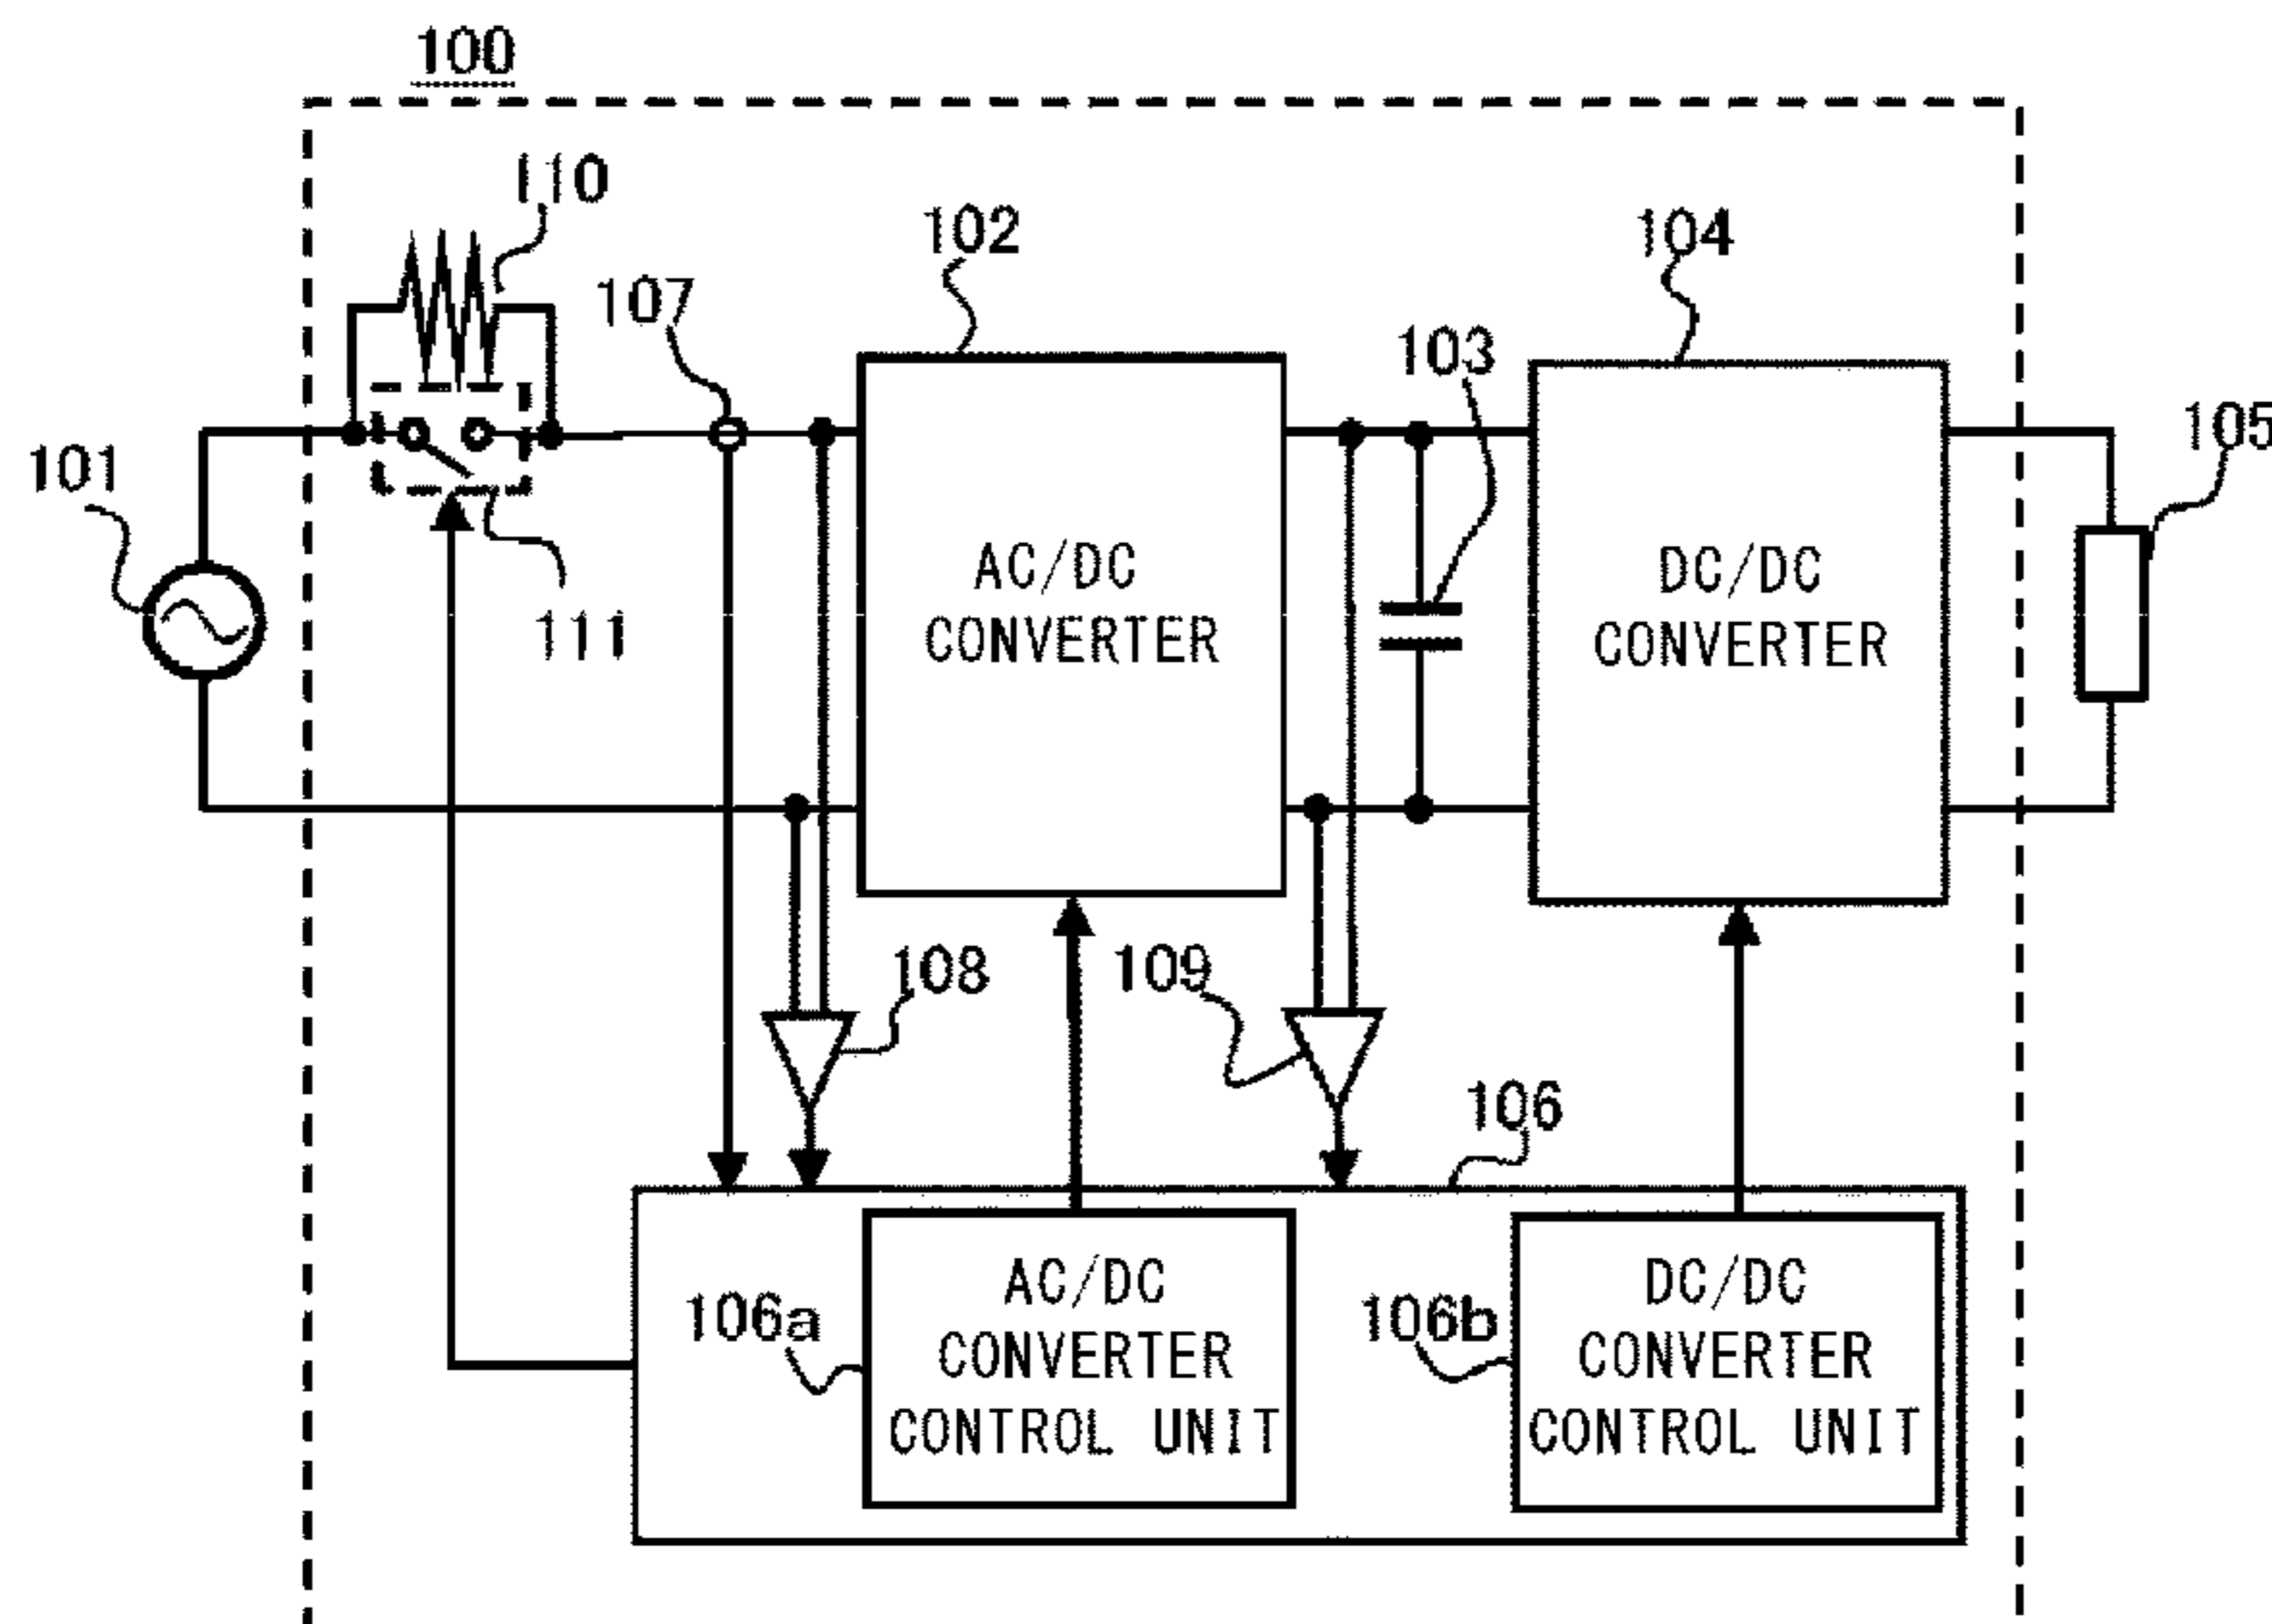 100
110
102
104
107
103
105
101
AC/DC
CONVERTER
DC/DC
CONVERTER
111
108
109
106
106a
AC/DC
CONVERTER
CONTROL UNIT
106b
DC/DC
CONVERTER
CONTROL UNIT